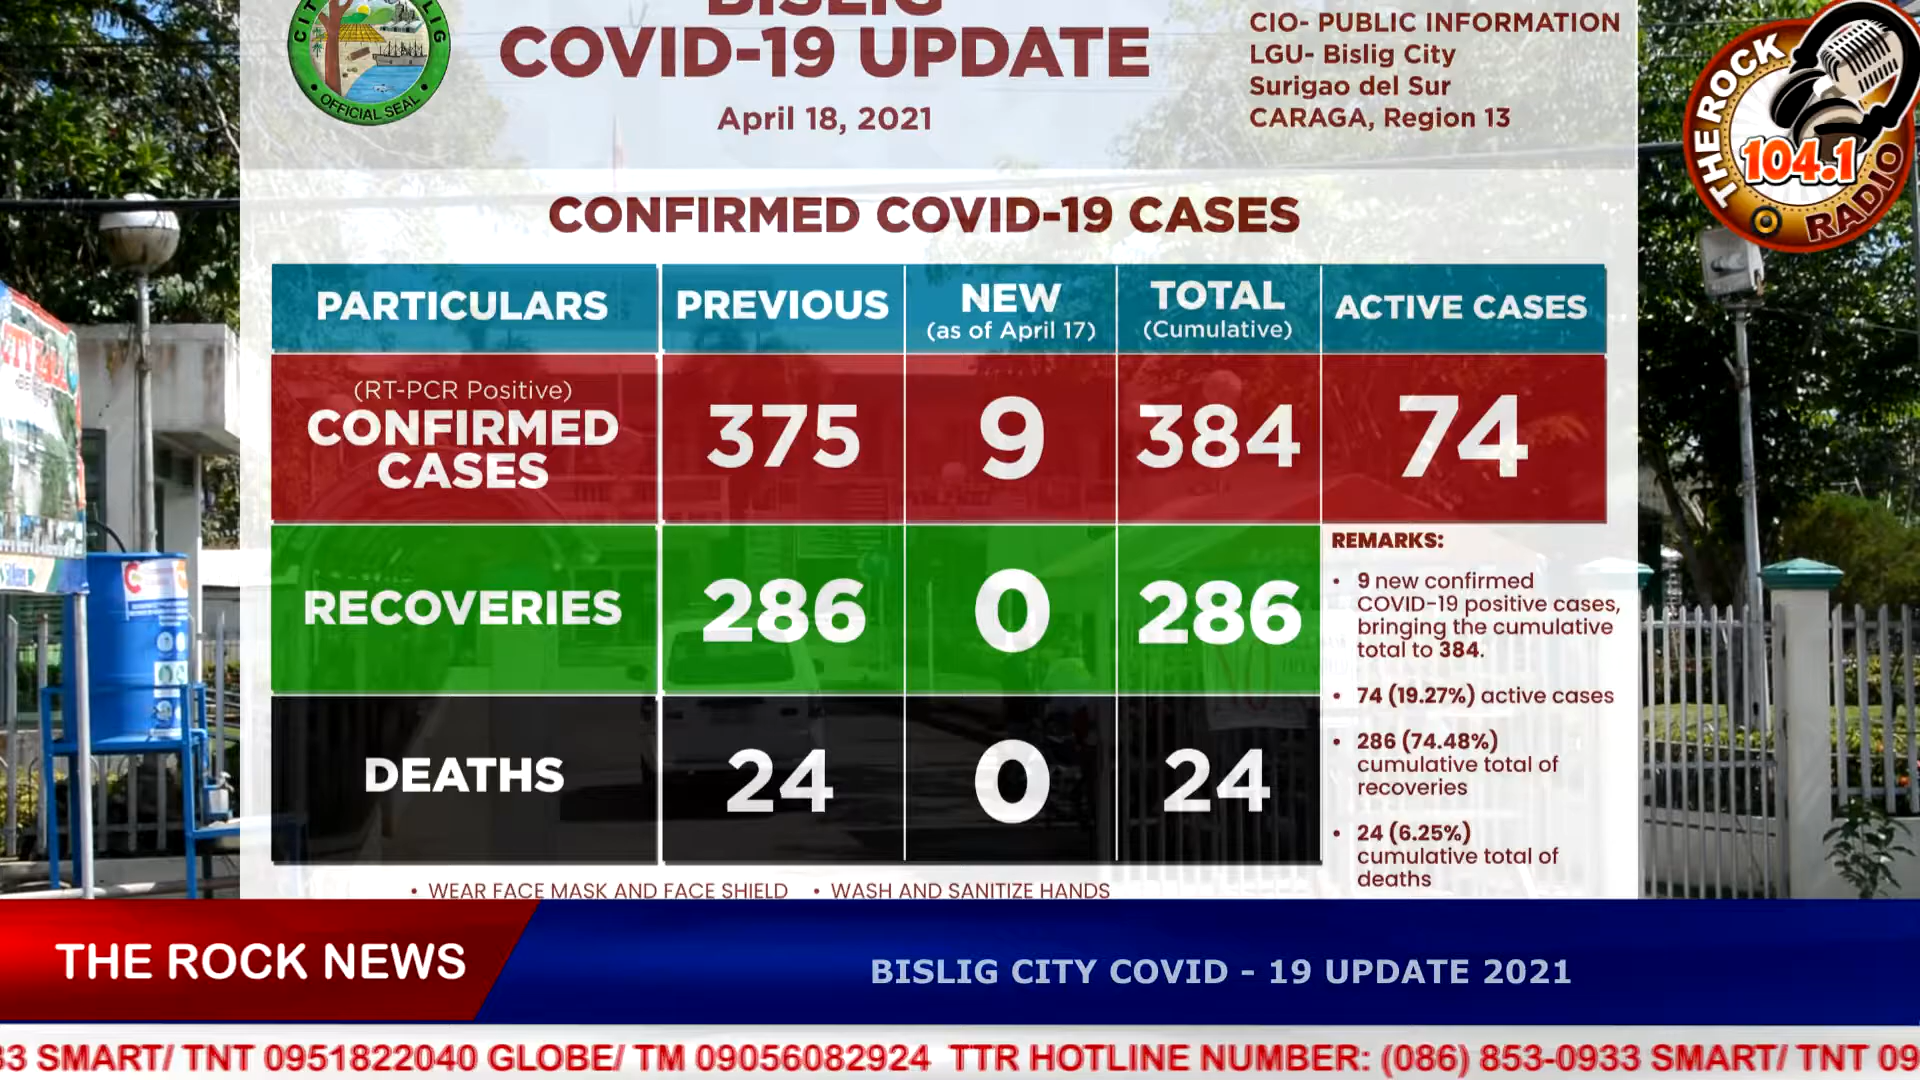 BISLIG
COVID-19 UPDATE
April 18, 2021
OFFICIAL SEAL
CIO- PUBLIC INFORMATION
LGU- Bislig City
Surigao del Sur
CARAGA, Region 13
THE ROCK
104.1
RADIO
CONFIRMED COVID-19 CASES
PARTICULARS
PREVIOUS
NEW
(as of April 17)
TOTAL
(Cumulative)
ACTIVE CASES
(RT-PCR Positive)
CONFIRMED
CASES
375
9
384
74
RECOVERIES
286
0
286
DEATHS
24
0
24
REMARKS:
• 9 new confirmed
COVID-19 positive cases,
bringing the cumulative
total to 384.
• 74 (19.27%) active cases
• 286 (74.48%)
cumulative total of
recoveries
• 24 (6.25%)
cumulative total of
deaths
• WEAR FACE MASK AND FACE SHIELD • WASH AND SANITIZE HANDS
THE ROCK NEWS
BISLIG CITY COVID - 19 UPDATE 2021
33 SMART/ TNT 0951822040 GLOBE/ TM 09056082924 TTR HOTLINE NUMBER: (086) 853-0933 SMART/ TNT 09